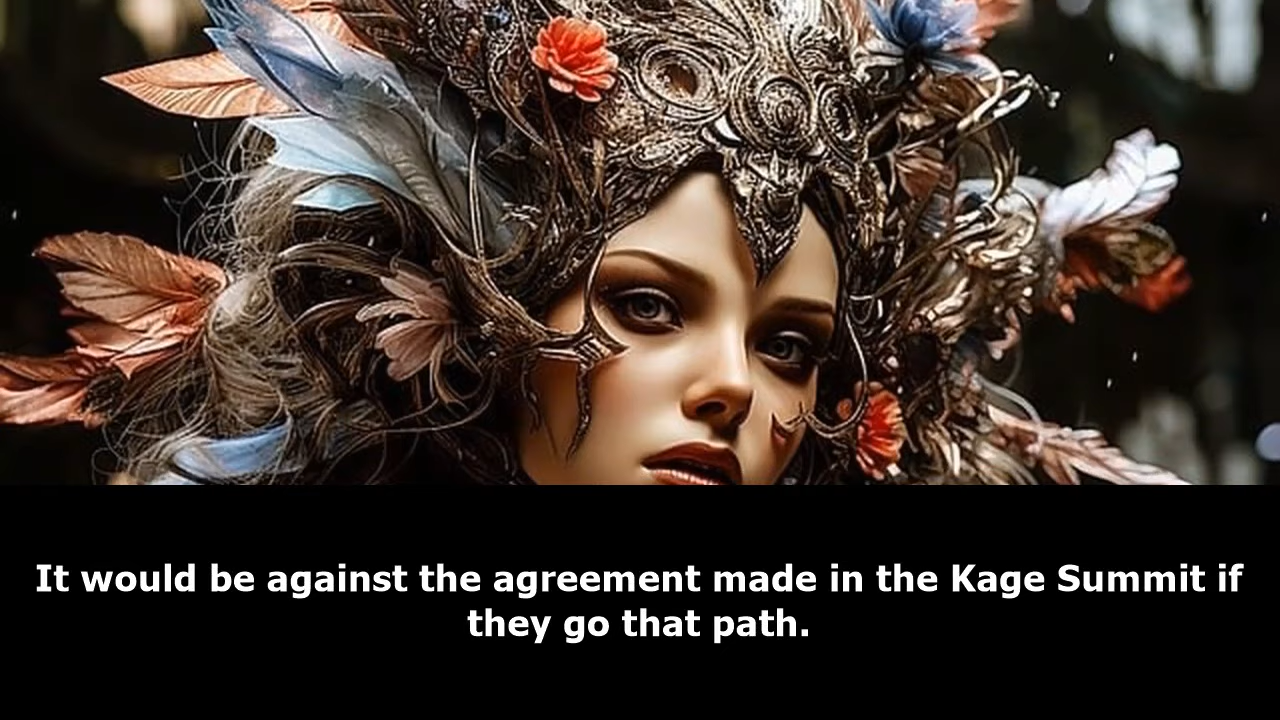 It would be against the agreement made in the Kage Summit if
they go that path.